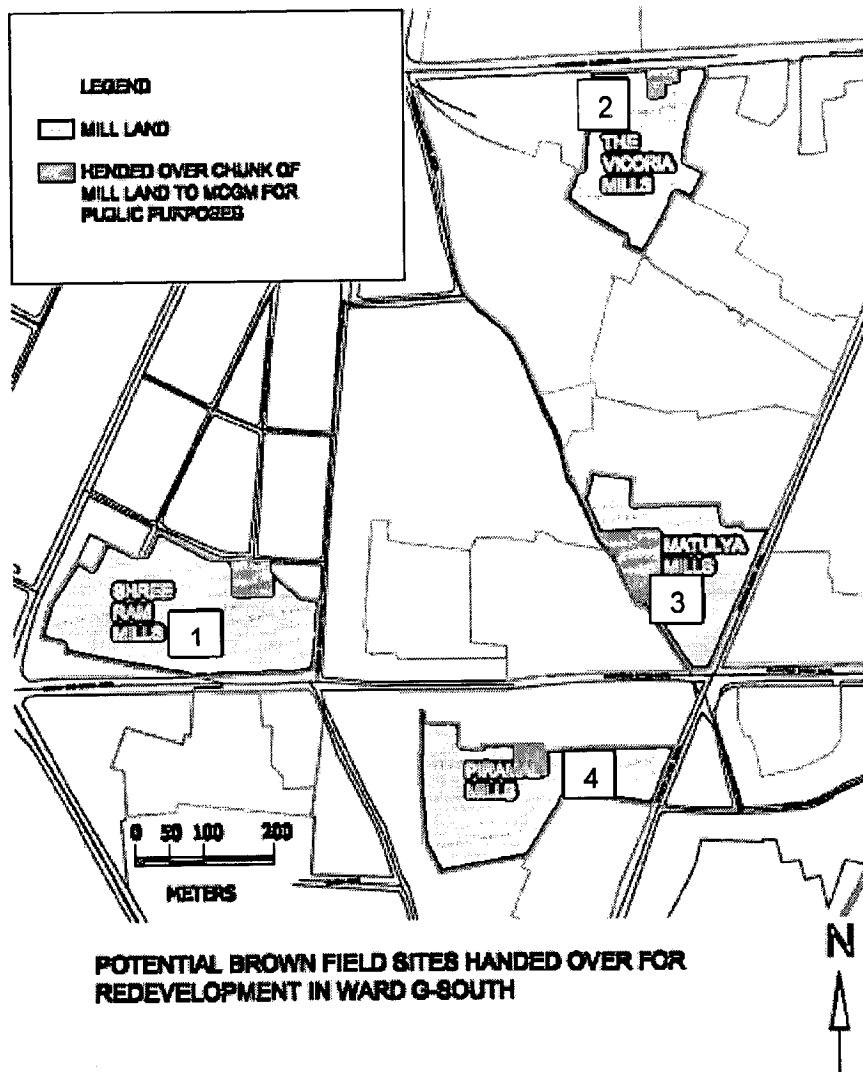 LEGEND
MILL LAND
HENDED OVER CHUNK OF
MILL LAND TO MCGM FOR
PUBLIC PURPOSES
2
THE
VICORIA
MILLS
MATULYA
MILLS
3
SHREE
RAM
MILLS
1
PIRAMAL
MILLS
4
0 50 100 200
METERS
N
POTENTIAL BROWN FIELD SITES HANDED OVER FOR
REDEVELOPMENT IN WARD G-SOUTH